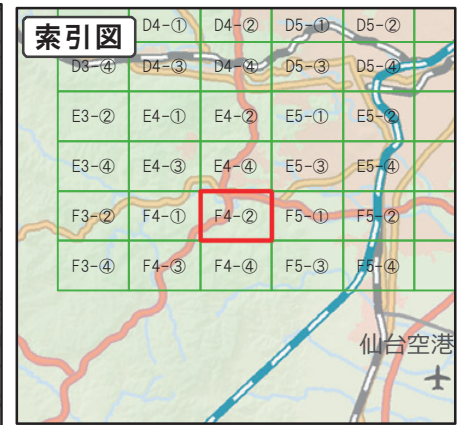 索引図
D4-① D4-② D5-① D5-②
D3-④ D4-③ D4-④ D5-③ D5-④
E3-② E4-① E4-② E5-① E5-②
E3-④ E4-③ E4-④ E5-③ E5-④
F3-② F4-① F4-② F5-① F5-②
F3-④ F4-③ F4-④ F5-③ F5-④
仙台空港